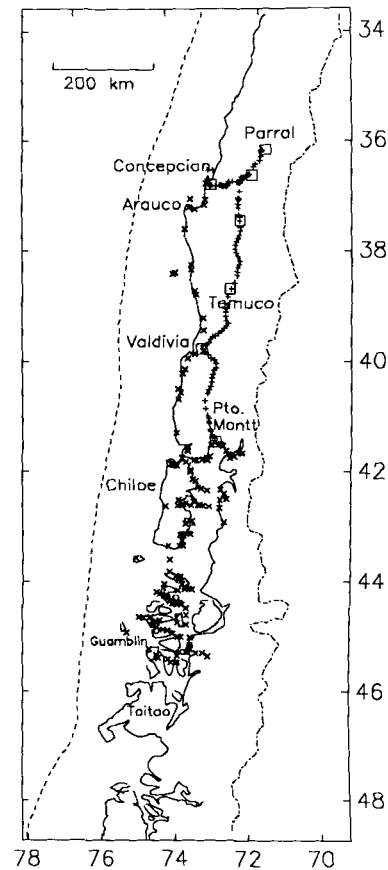 34
200 km
36
Parral
Concepcian
Arauco
38
Temuco
Valdivia
40
Pto.
Montt
42
Chiloe
44
Guamblin
46
Taitao
48
78
76
74
72
70